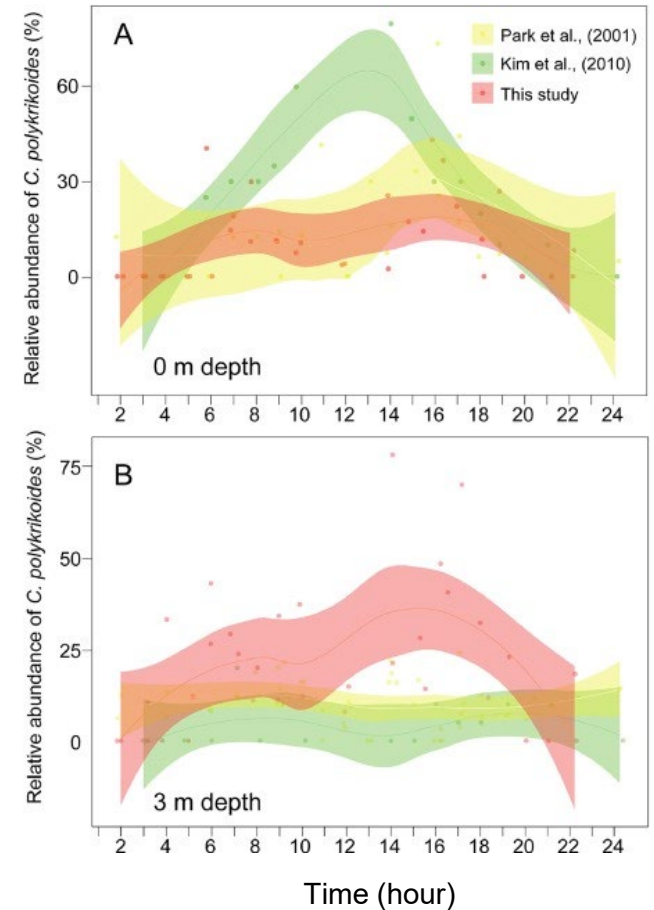 Relative abundance of C. polykrikoides (%)
A
Park et al., (2001)
Kim et al., (2010)
This study
60
30
0
0 m depth
2 4 6 8 10 12 14 16 18 20 22 24
Relative abundance of C. polykrikoides (%)
B
75
50
25
0
3 m depth
2 4 6 8 10 12 14 16 18 20 22 24
Time (hour)